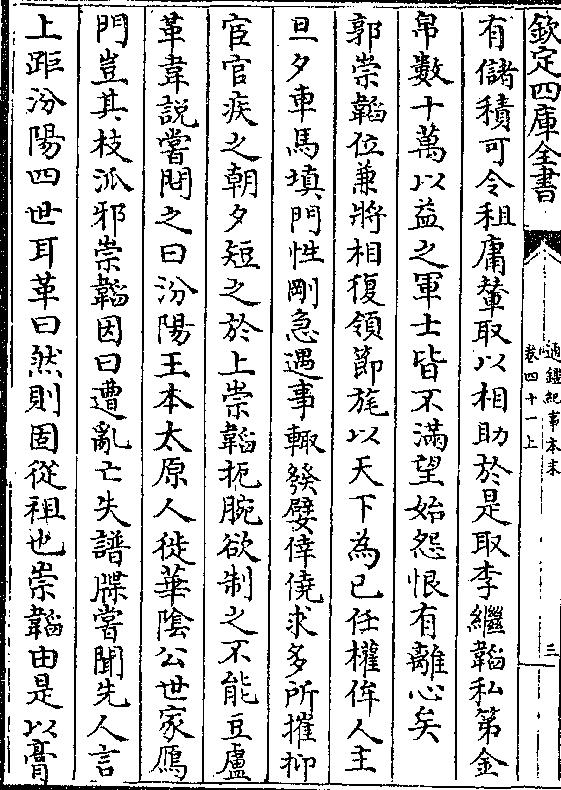 欽定四庫全書
通鑑紀事本末
卷四十一上
三
有儲積可令租庸輦取以相助於是取李繼韜私第金
帛數十萬以益之軍士皆不滿望始怨恨有離心矣
郭崇韜位兼將相復領節旄以天下為已任權侔人主
旦夕車馬填門性剛急遇事輙發嬖倖僥求多所摧抑
宦官疾之朝夕短之於上崇韜扼腕欲制之不能豆盧
革韋説嘗問之曰汾陽王本太原人徙華陰公世家鴈
門豈其枝派邪崇韜因曰遭亂亡失譜牒嘗聞先人言
上距汾陽四世耳革曰然則固從祖也崇韜由是以膏